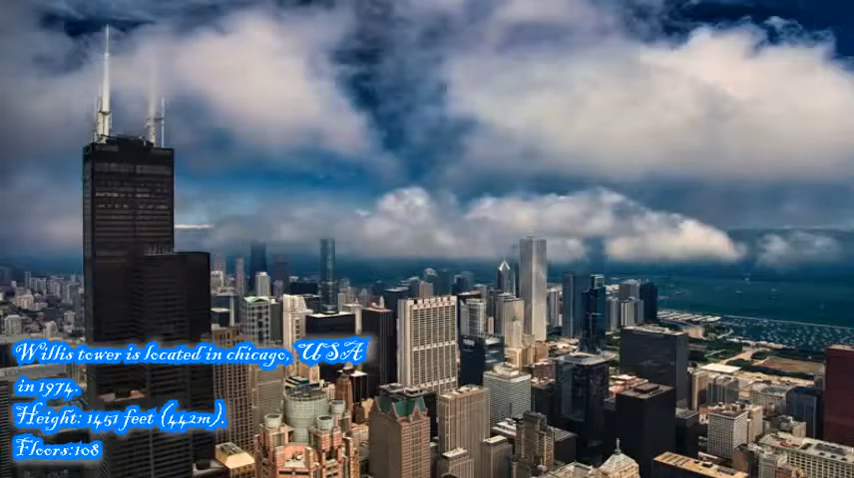 Willis tower is located in chicago, USA
in 1974.
Height: 1451 feet (442m).
Floors:108